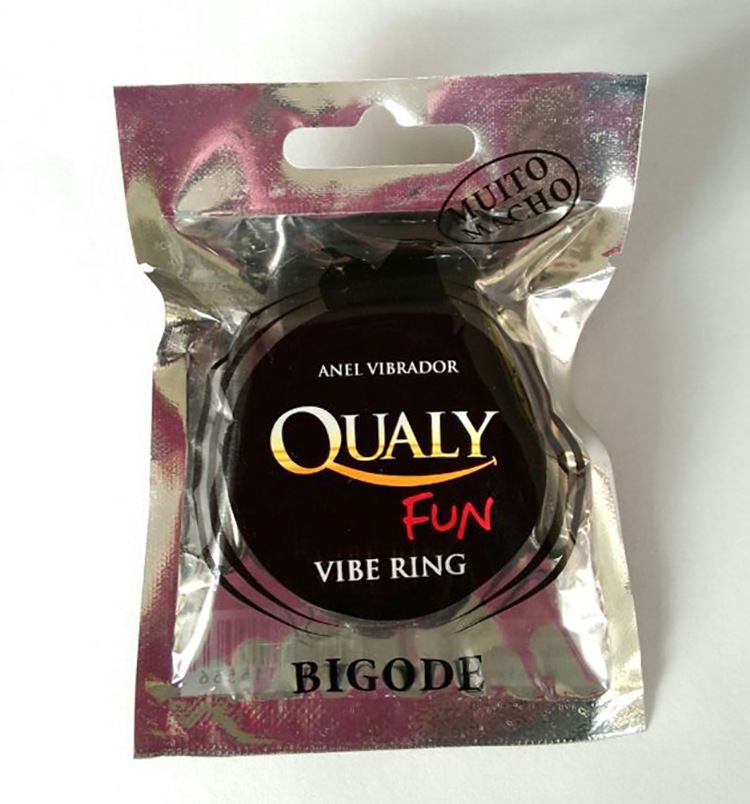 MUITO
MACHO
ANEL VIBRADOR
QUALY
FUN
VIBE RING
BIGODE